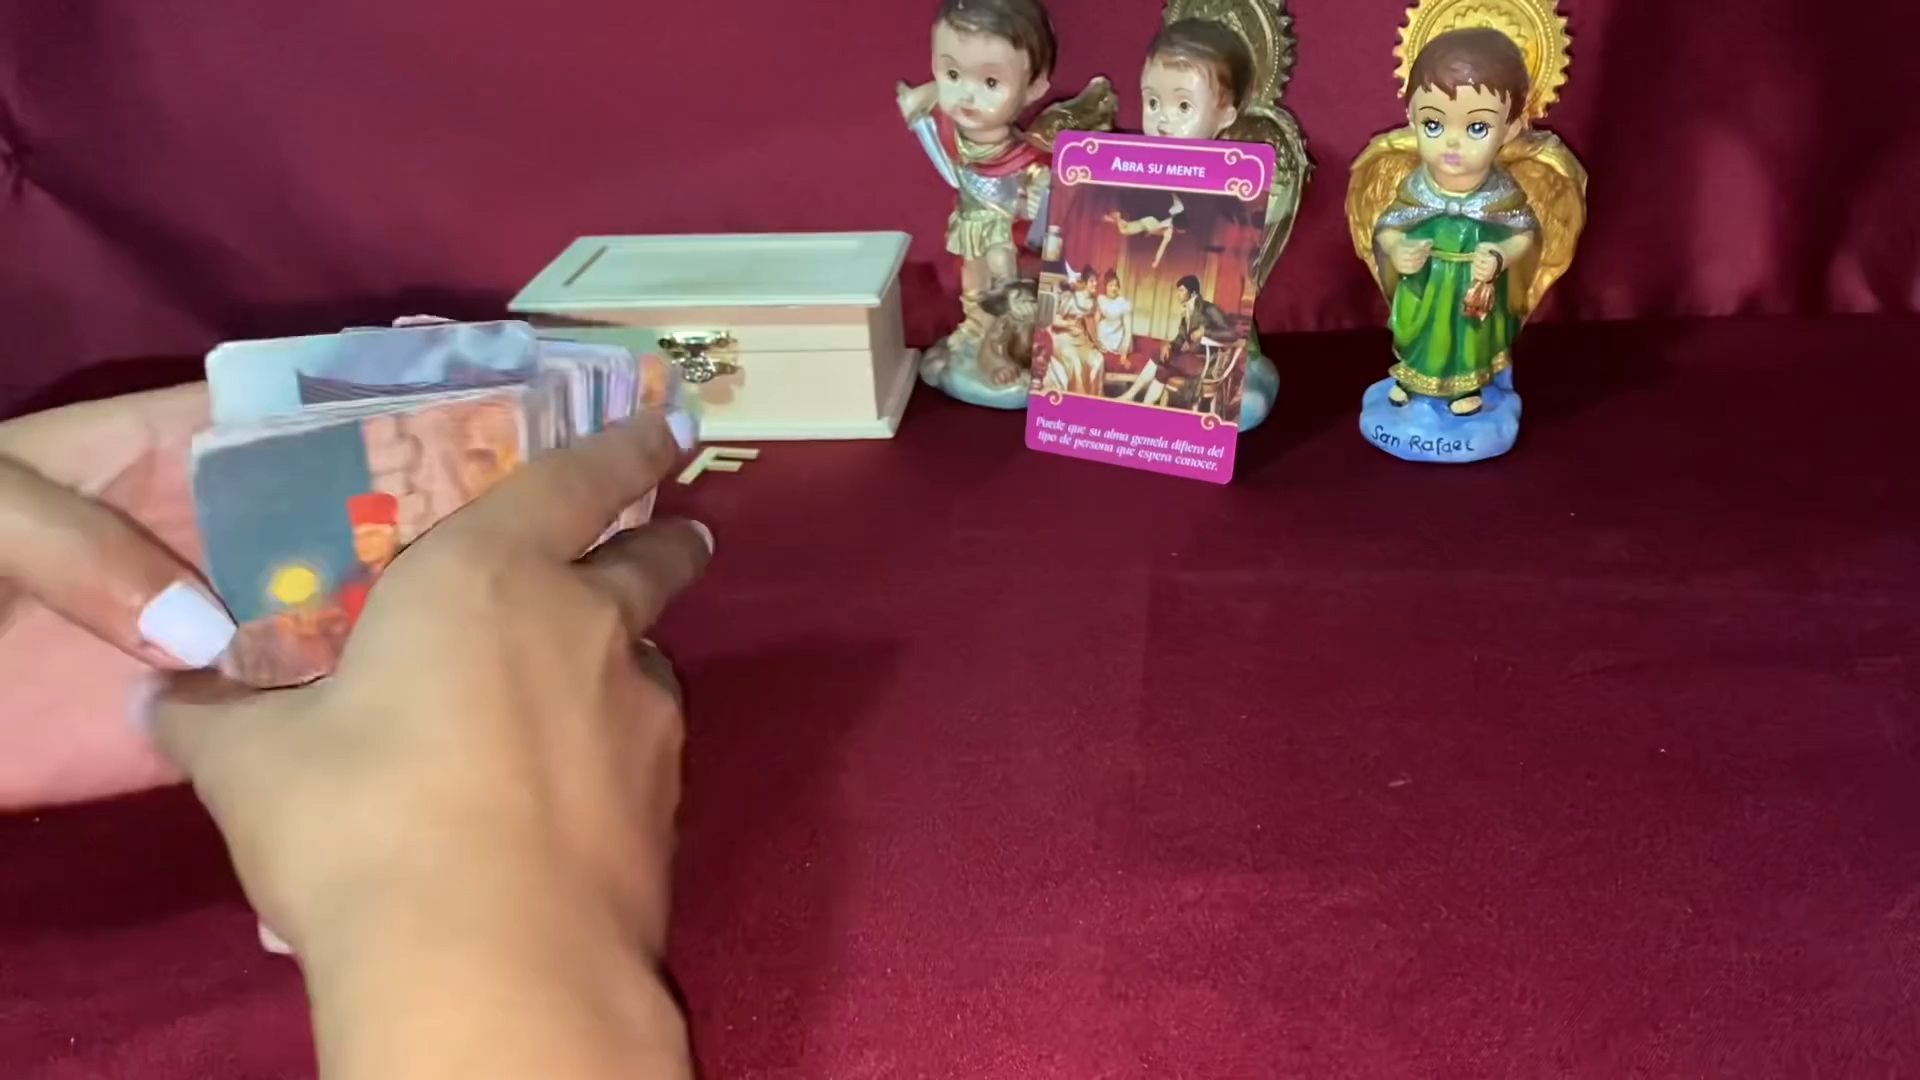 ABRA SU MENTE
Puede que su alma gemela difiera del
tipo de persona que espera conocer.
San Rafael
F